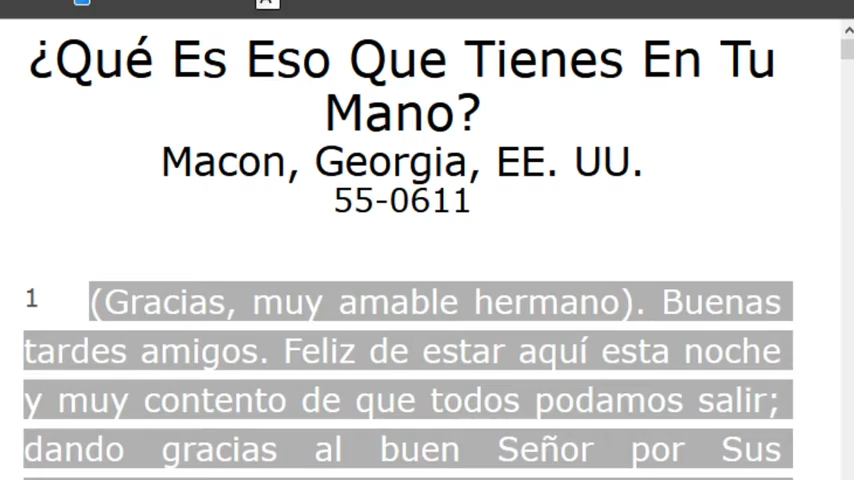 ¿Qué Es Eso Que Tienes En Tu
Mano?
Macon, Georgia, EE. UU.
55-0611
1 (Gracias, muy amable hermano). Buenas
tardes amigos. Feliz de estar aquí esta noche
y muy contento de que todos podamos salir;
dando gracias al buen Señor por Sus